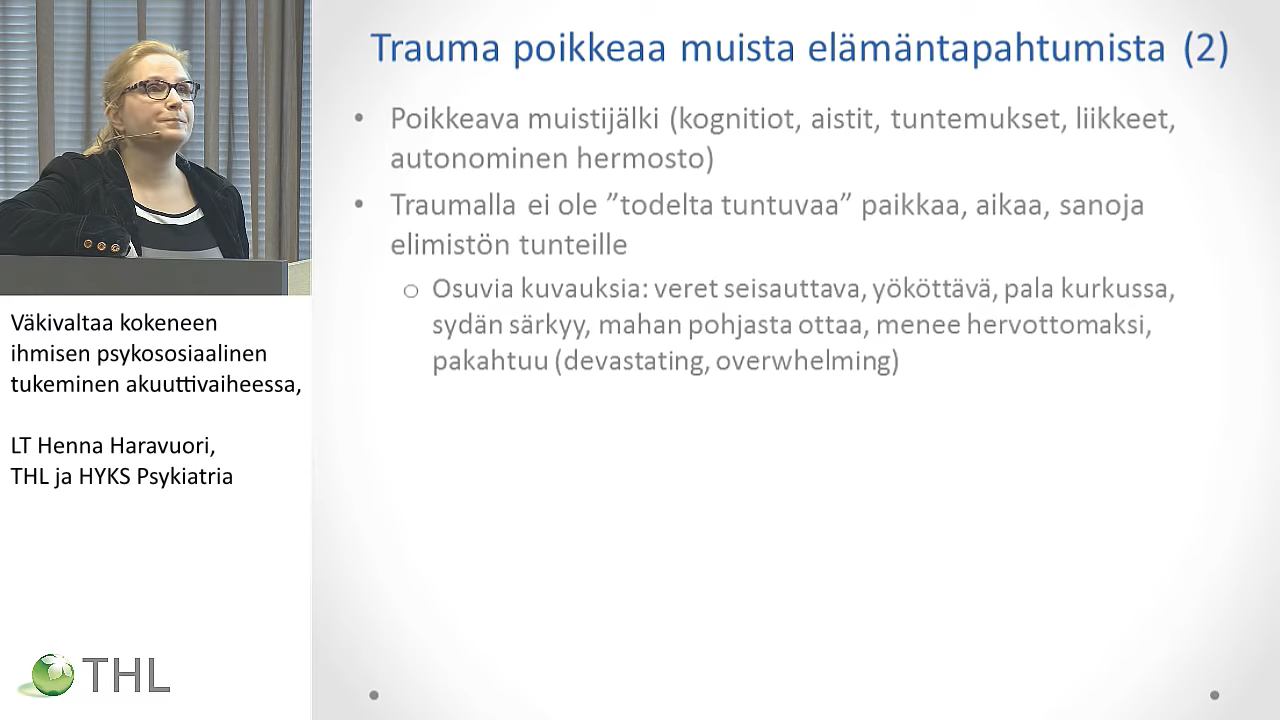 Trauma poikkeaa muista elämäntapahtumista (2)
• Poikkeava muistijälki (kognitiot, aistit, tuntemukset, liikkeet,
autonominen hermosto)
• Traumalla ei ole ”todelta tuntuvaa” paikkaa, aikaa, sanoja
elimistön tunteille
o Osuvia kuvauksia: veret seisauttava, yököttävä, pala kurkussa,
sydän särkyy, mahan pohjasta ottaa, menee hervottomaksi,
pakahtuu (devastating, overwhelming)
Väkivaltaa kokeneen
ihmisen psykososiaalinen
tukeminen akuuttivaiheessa,
LT Henna Haravuori,
THL ja HYKS Psykiatria
THL